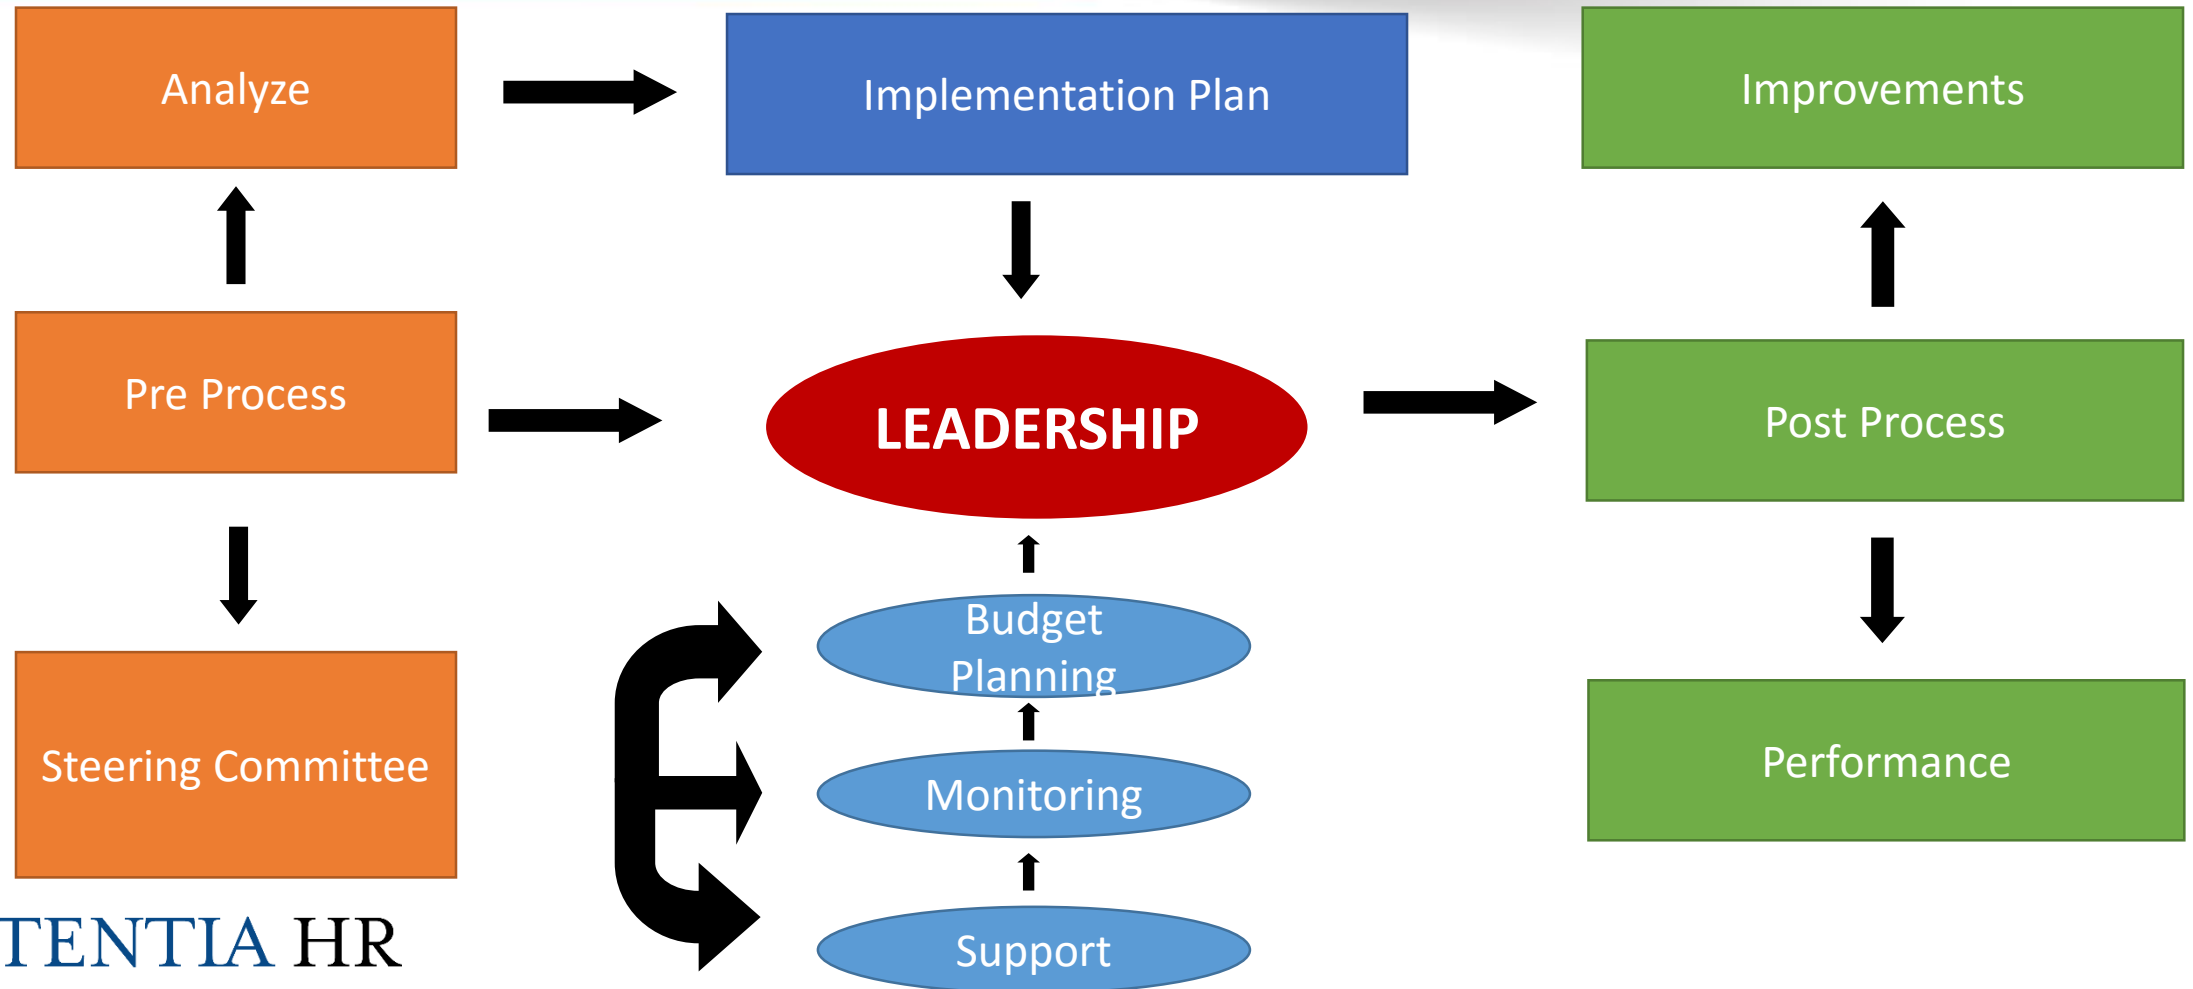 Analyze
Implementation Plan
Improvements
Pre Process
LEADERSHIP
Post Process
Budget
Planning
Steering Committee
Monitoring
Performance
Support
TENTIA HR